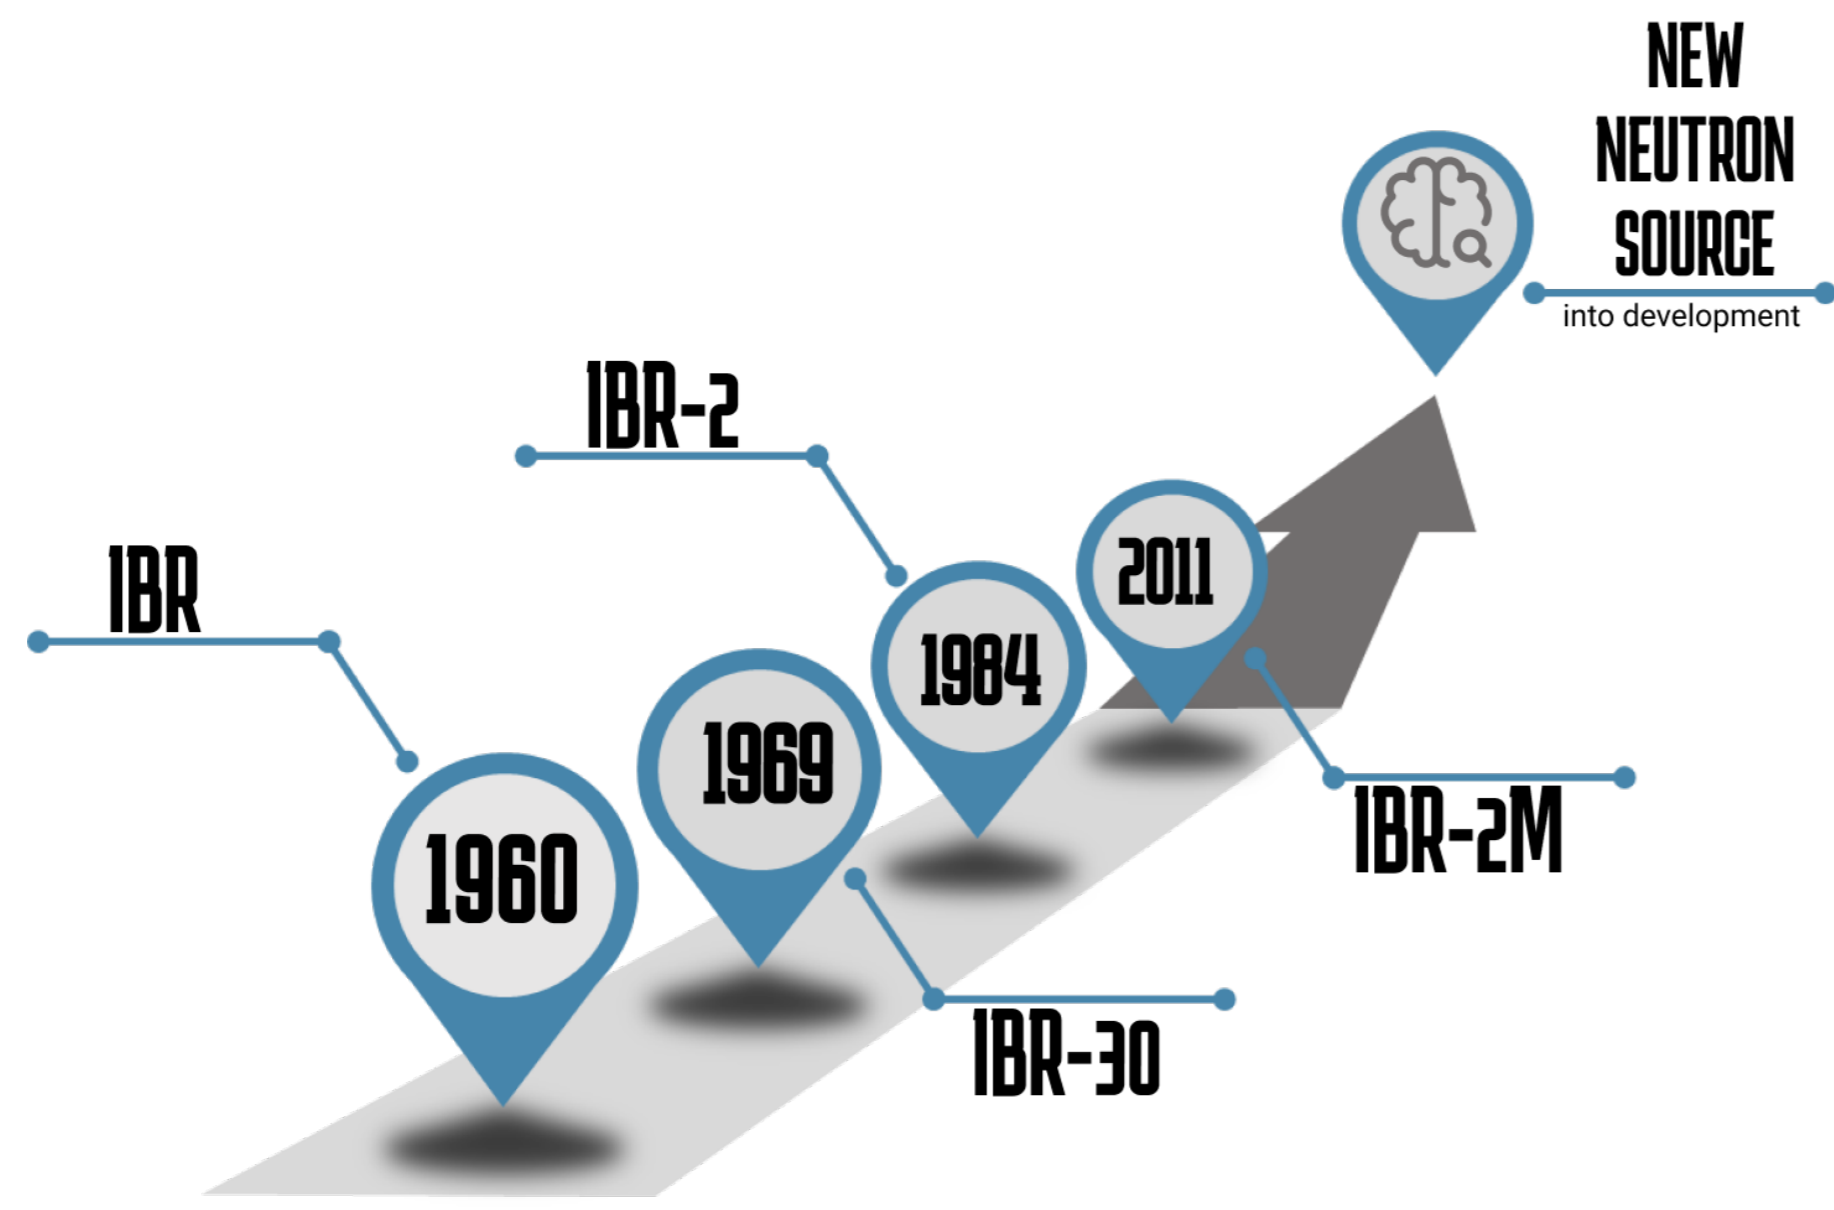 NEW
NEUTRON
SOURCE
into development
IBR-2
IBR
2011
1984
1969
1960
IBR-2M
IBR-30